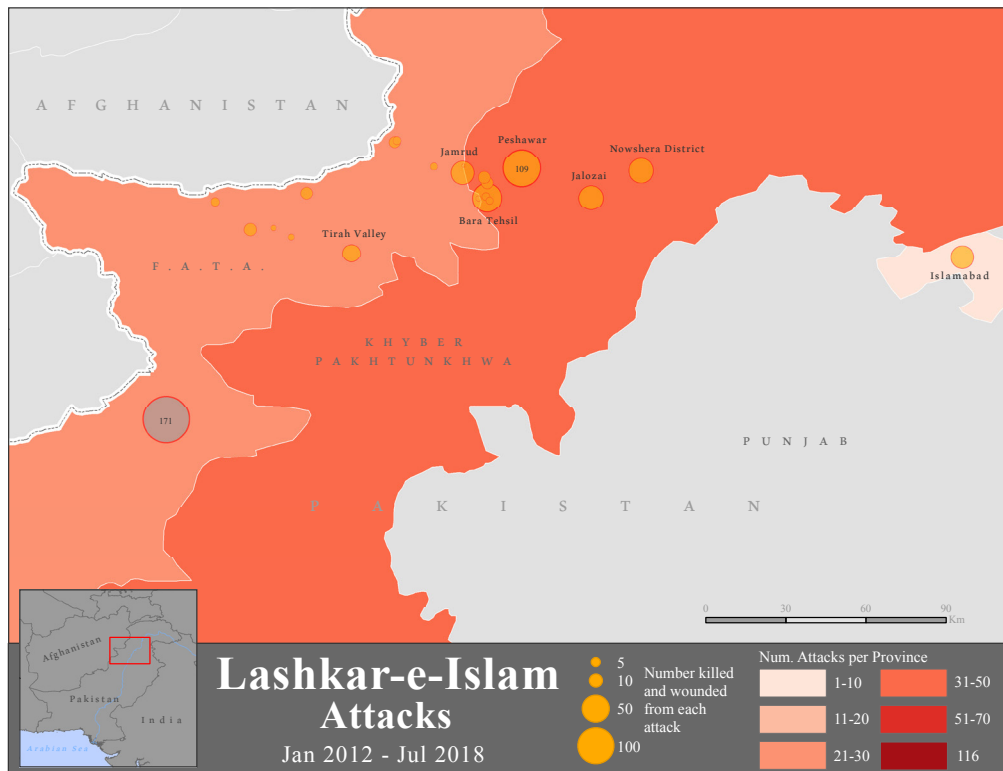 A F G H A N I S T A N
Peshawar
109
Jamrud
Nowshera District
Jalozai
Bara Tehsil
Tirah Valley
F . A . T . A .
Islamabad
K H Y B E R
P A K H T U N K H W A
171
P U N J A B
P A K I S T A N
0 30 60 90
Km
Afghanistan
Pakistan
India
Arabian Sea
Lashkar-e-Islam
Attacks
Jan 2012 - Jul 2018
5
10
50
100
Number killed
and wounded
from each
attack
Num. Attacks per Province
1-10
11-20
21-30
31-50
51-70
116